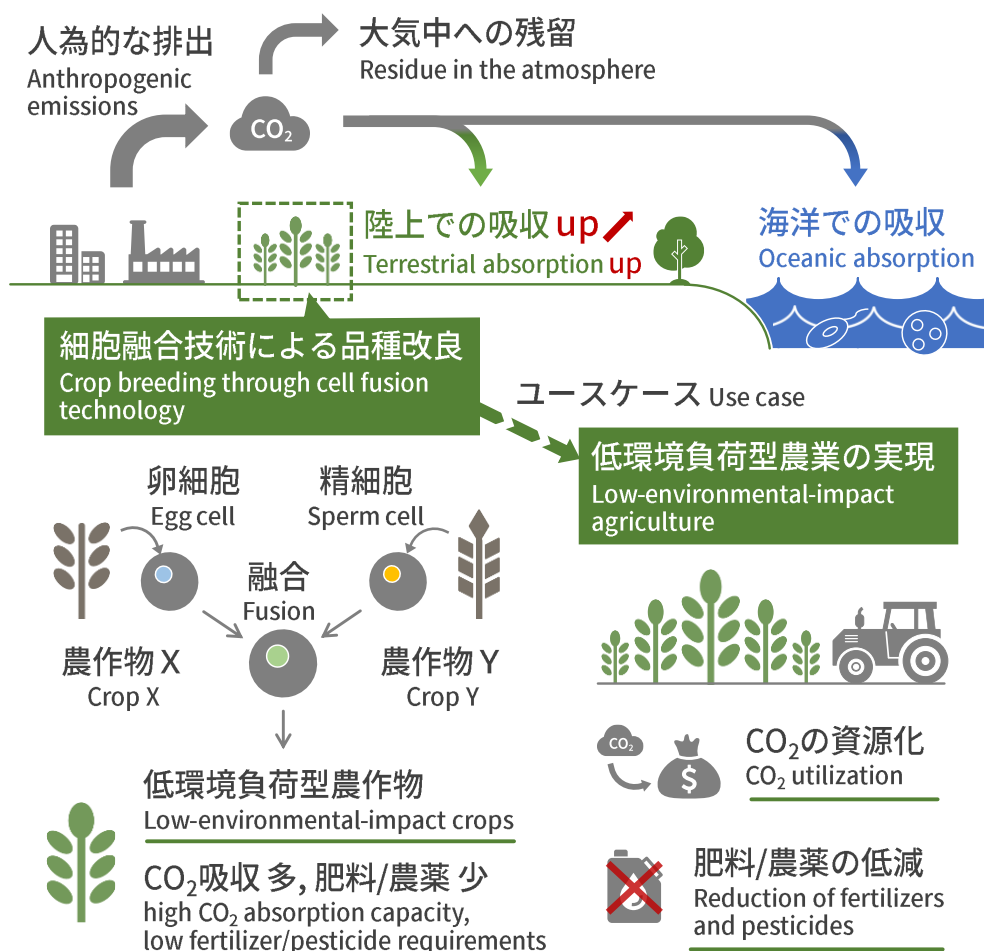 人為的な排出
Anthropogenic
emissions
大気中への残留
Residue in the atmosphere
CO₂
陸上での吸収 up
Terrestrial absorption up
海洋での吸収
Oceanic absorption
細胞融合技術による品種改良
Crop breeding through cell fusion
technology
ユースケース Use case
低環境負荷型農業の実現
Low-environmental-impact
agriculture
卵細胞
Egg cell
精細胞
Sperm cell
融合
Fusion
農作物 X
Crop X
農作物 Y
Crop Y
低環境負荷型農作物
Low-environmental-impact crops
CO₂吸収 多, 肥料/農薬 少
high CO₂ absorption capacity,
low fertilizer/pesticide requirements
CO₂
$
CO₂の資源化
CO₂ utilization
肥料/農薬の低減
Reduction of fertilizers
and pesticides